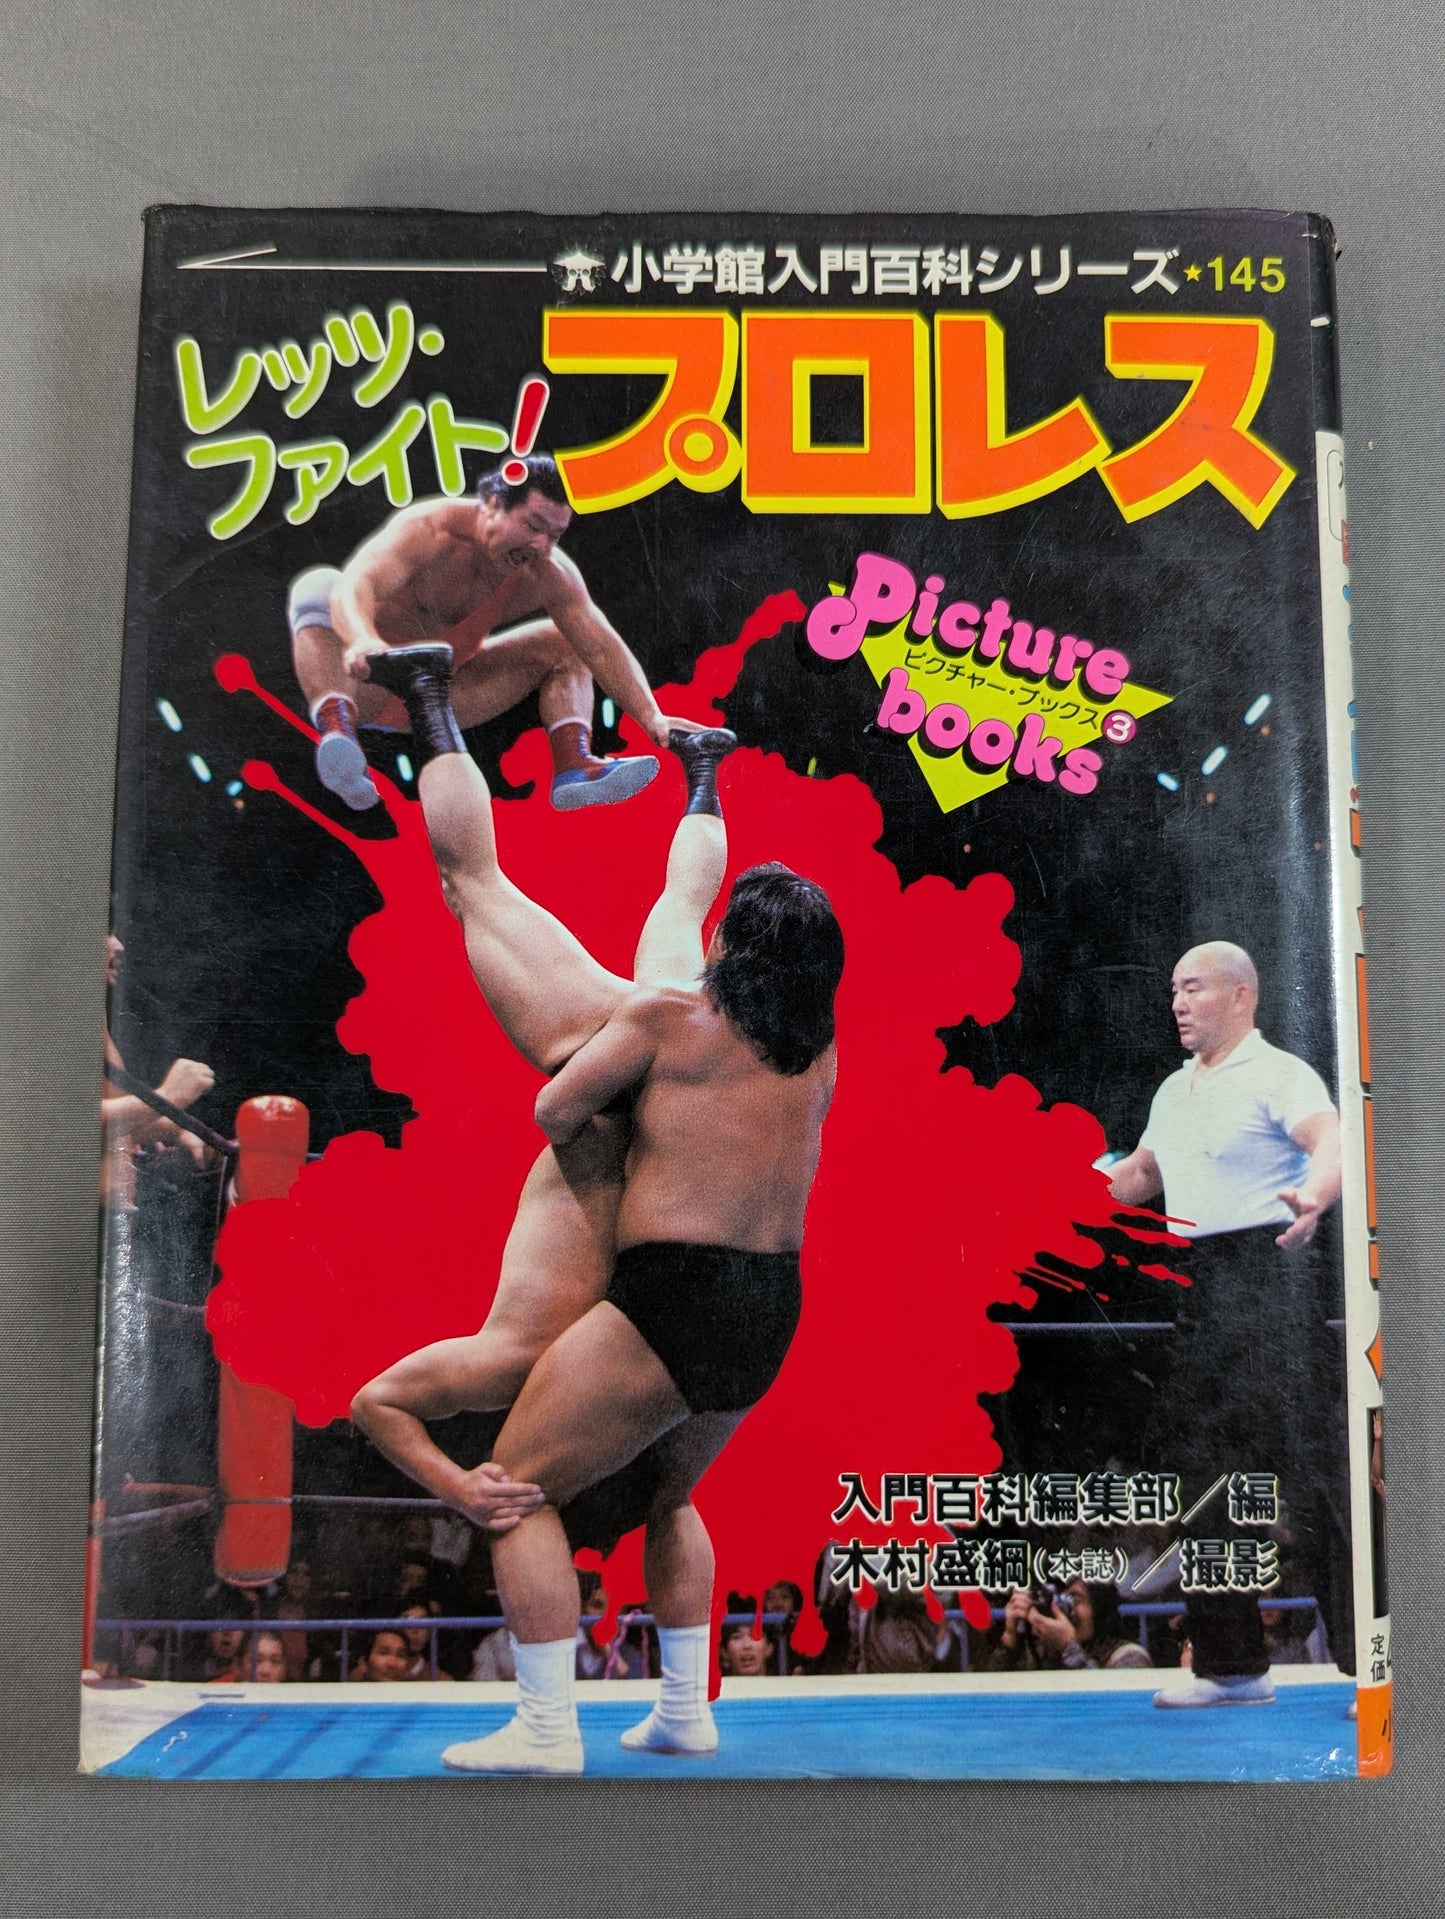 小学館入門百科シリーズ★145
レッツ・
ファイト!
プロレス
Picture
ピクチャー・ブックス3
books
入門百科編集部/編
木村盛綱(本誌)/撮影
定価